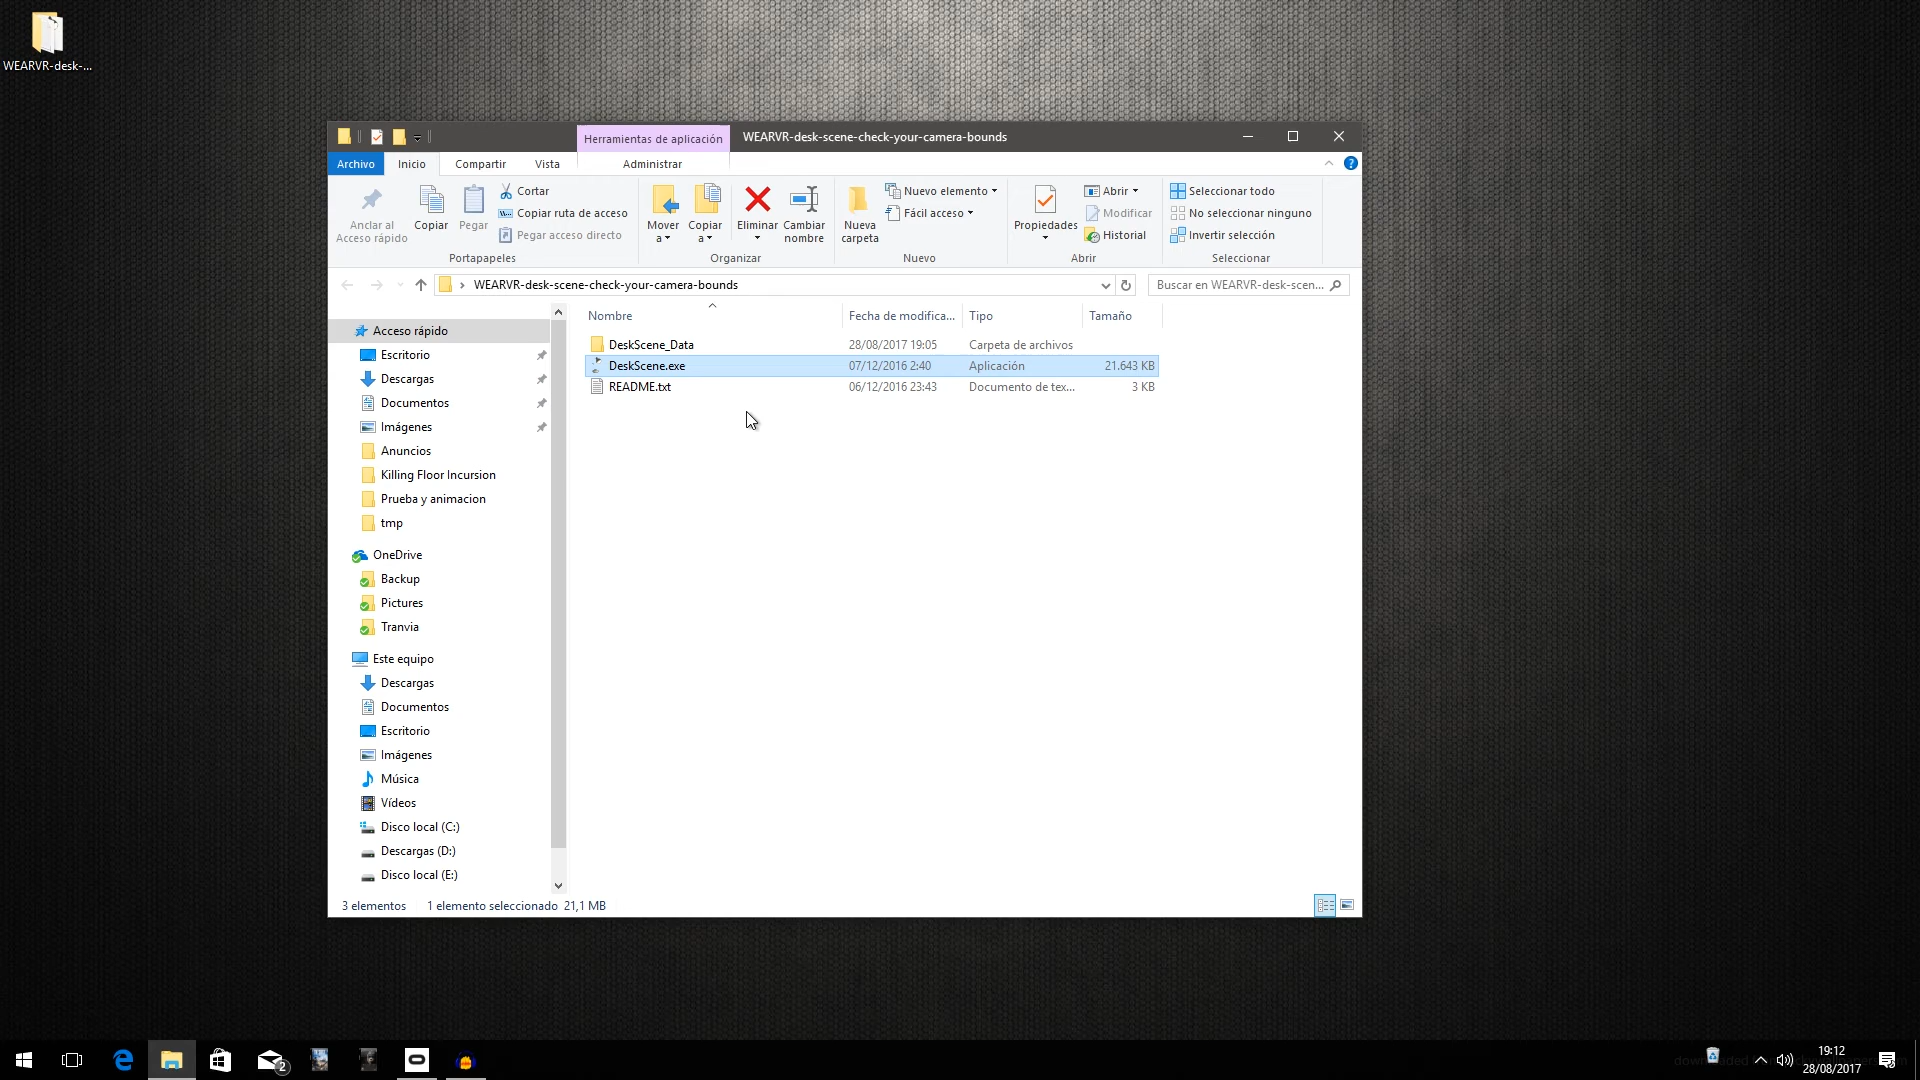 WEARVR-desk-...
Herramientas de aplicación
WEARVR-desk-scene-check-your-camera-bounds
Archivo
Inicio
Compartir
Vista
Administrar
Anclar al
Acceso rápido
Copiar
Pegar
Cortar
Copiar ruta de acceso
Pegar acceso directo
Portapapeles
Mover
a
Copiar
a
Eliminar
Cambiar
nombre
Organizar
Nueva
carpeta
Nuevo elemento
Fácil acceso
Nuevo
Propiedades
Abrir
Modificar
Historial
Abrir
Seleccionar todo
No seleccionar ninguno
Invertir selección
Seleccionar
WEARVR-desk-scene-check-your-camera-bounds
Buscar en WEARVR-desk-scen...
Nombre
Fecha de modifica...
Tipo
Tamaño
DeskScene_Data 28/08/2017 19:05 Carpeta de archivos
DeskScene.exe 07/12/2016 2:40 Aplicación 21.643 KB
README.txt 06/12/2016 23:43 Documento de tex... 3 KB
Acceso rápido
Escritorio
Descargas
Documentos
Imágenes
Anuncios
Killing Floor Incursion
Prueba y animacion
tmp
OneDrive
Backup
Pictures
Tranvia
Este equipo
Descargas
Documentos
Escritorio
Imágenes
Música
Vídeos
Disco local (C:)
Descargas (D:)
Disco local (E:)
3 elementos
1 elemento seleccionado 21,1 MB
2
19:12
28/08/2017